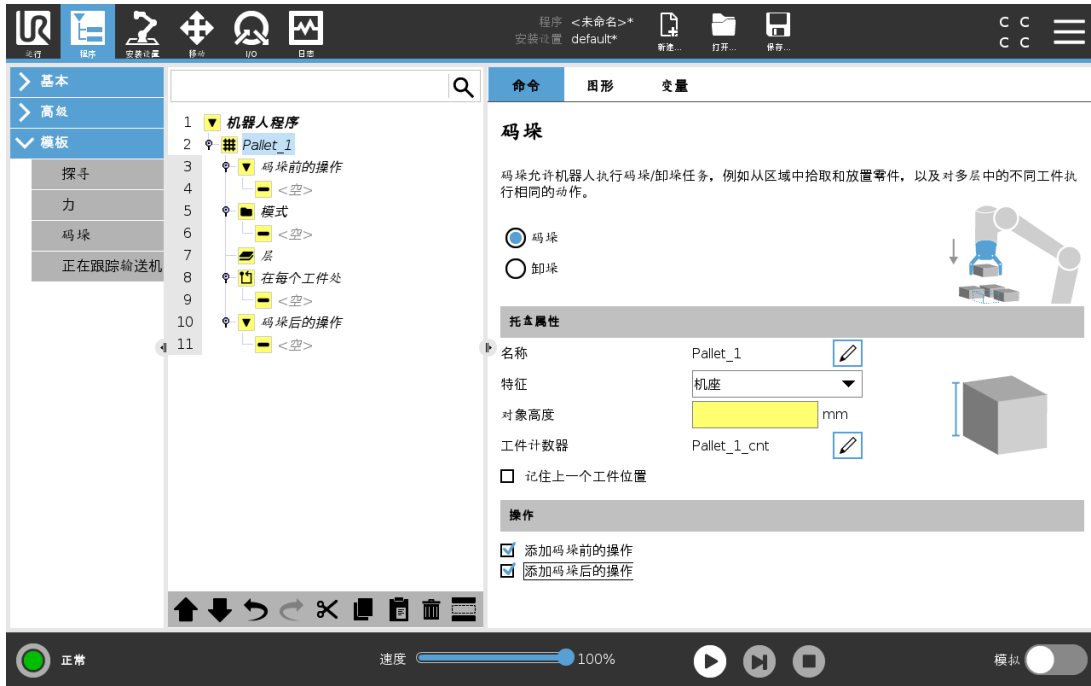 UR
运行
程序
安装设置
移动
I/O
日志
程序 <未命名>*
安装设置 default*
新建...
打开...
保存...
C C
C C
基本
高级
模板
探寻
力
码垛
正在跟踪输送机
1 机器人程序
2 Pallet_1
3 码垛前的操作
4 <空>
5 模式
6 <空>
7 层
8 在每个工件处
9 <空>
10 码垛后的操作
11 <空>
命令 图形 变量
码垛
码垛允许机器人执行码垛/卸垛任务，例如从区域中拾取和放置零件，以及对多层中的不同工件执
行相同的动作。
码垛
卸垛
托盘属性
名称 Pallet_1
特征 机座
对象高度 mm
工件计数器 Pallet_1_cnt
记住上一个工件位置
操作
添加码垛前的操作
添加码垛后的操作
正常
速度 100%
模拟